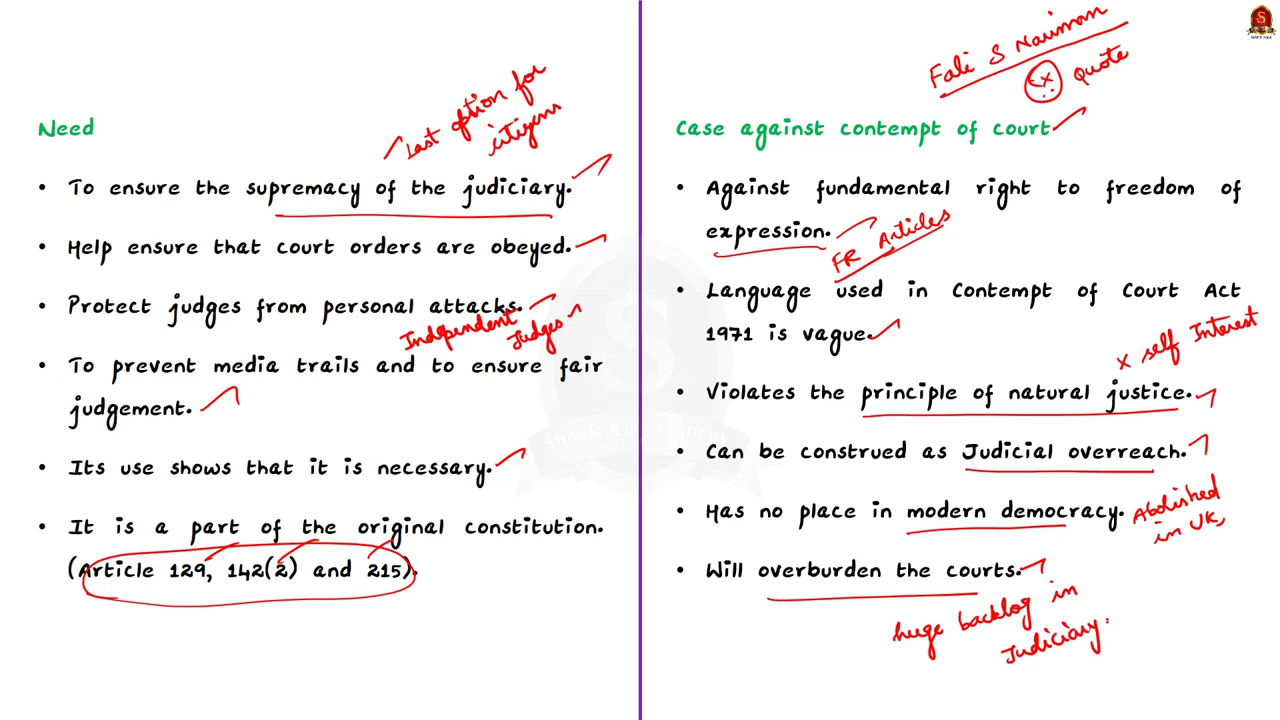 Last option for
citizens
Need
• To ensure the supremacy of the judiciary.
• Help ensure that court orders are obeyed.
• Protect judges from personal attacks.
Independent
Judges
• To prevent media trails and to ensure fair
judgement.
• Its use shows that it is necessary.
• It is a part of the original constitution.
(Article 129, 142(2) and 215).
Fali S Nariman
Quote
Case against contempt of court
• Against fundamental right to freedom of
expression.
FR Articles
• Language used in Contempt of Court Act
1971 is vague.
x self Interest
• Violates the principle of natural justice.
• Can be construed as Judicial overreach.
• Has no place in modern democracy.
Abolished
in UK,
• Will overburden the courts.
huge backlog in
Judiciary.